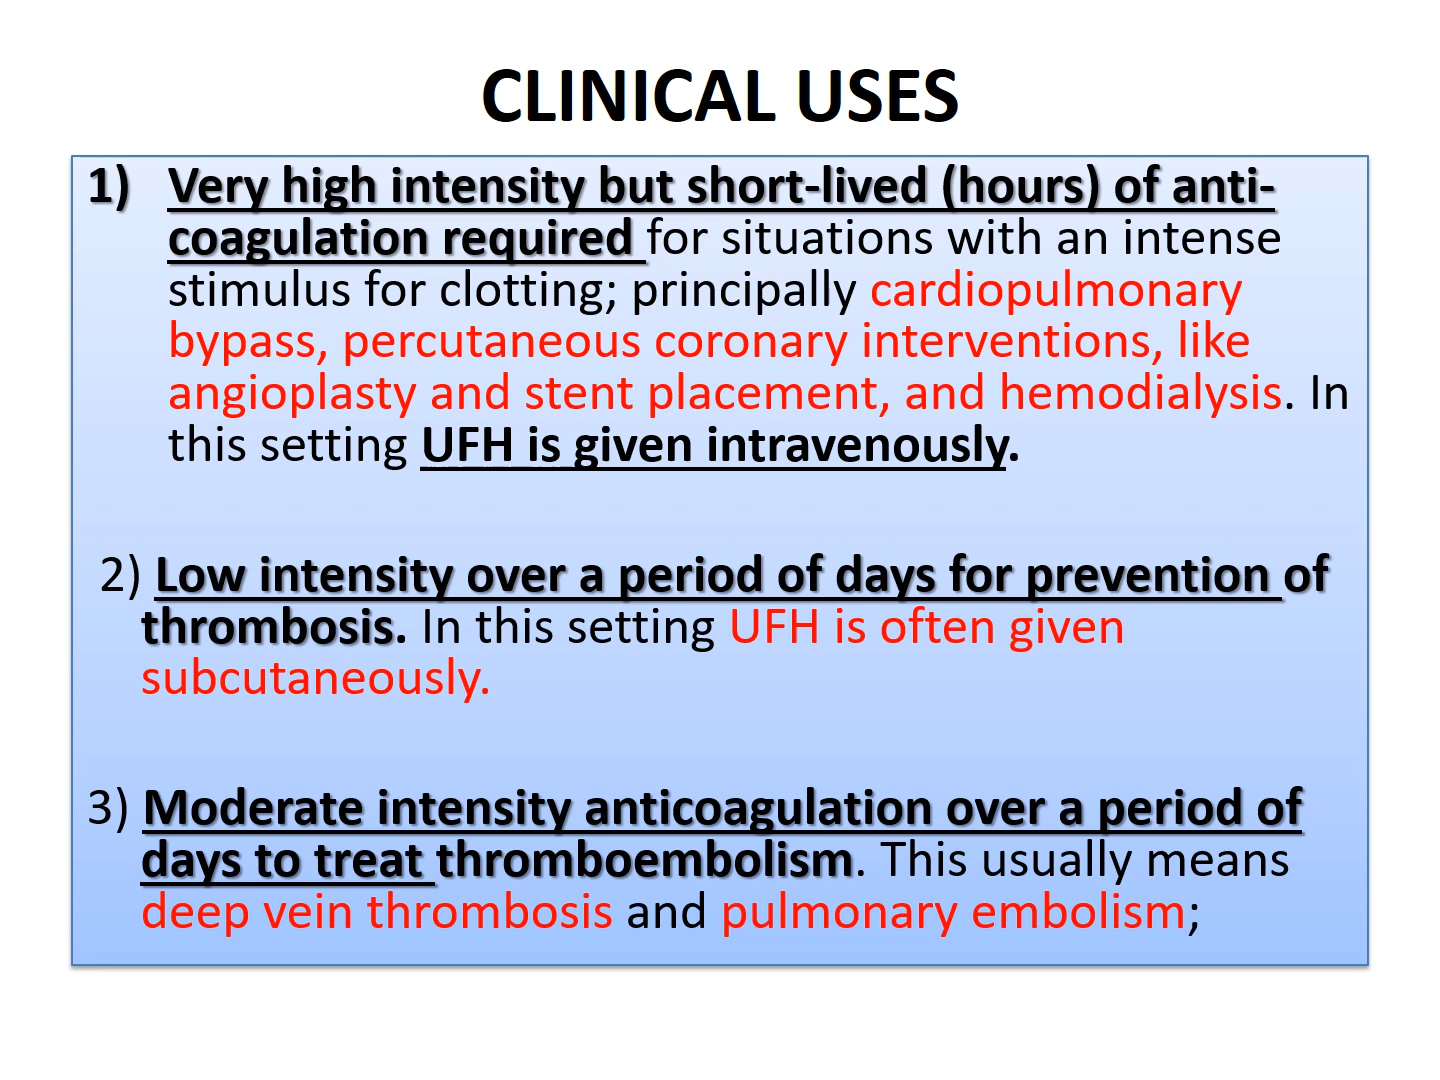 CLINICAL USES
1) Very high intensity but short-lived (hours) of anti-
coagulation required for situations with an intense
stimulus for clotting; principally cardiopulmonary
bypass, percutaneous coronary interventions, like
angioplasty and stent placement, and hemodialysis. In
this setting UFH is given intravenously.
2) Low intensity over a period of days for prevention of
thrombosis. In this setting UFH is often given
subcutaneously.
3) Moderate intensity anticoagulation over a period of
days to treat thromboembolism. This usually means
deep vein thrombosis and pulmonary embolism;